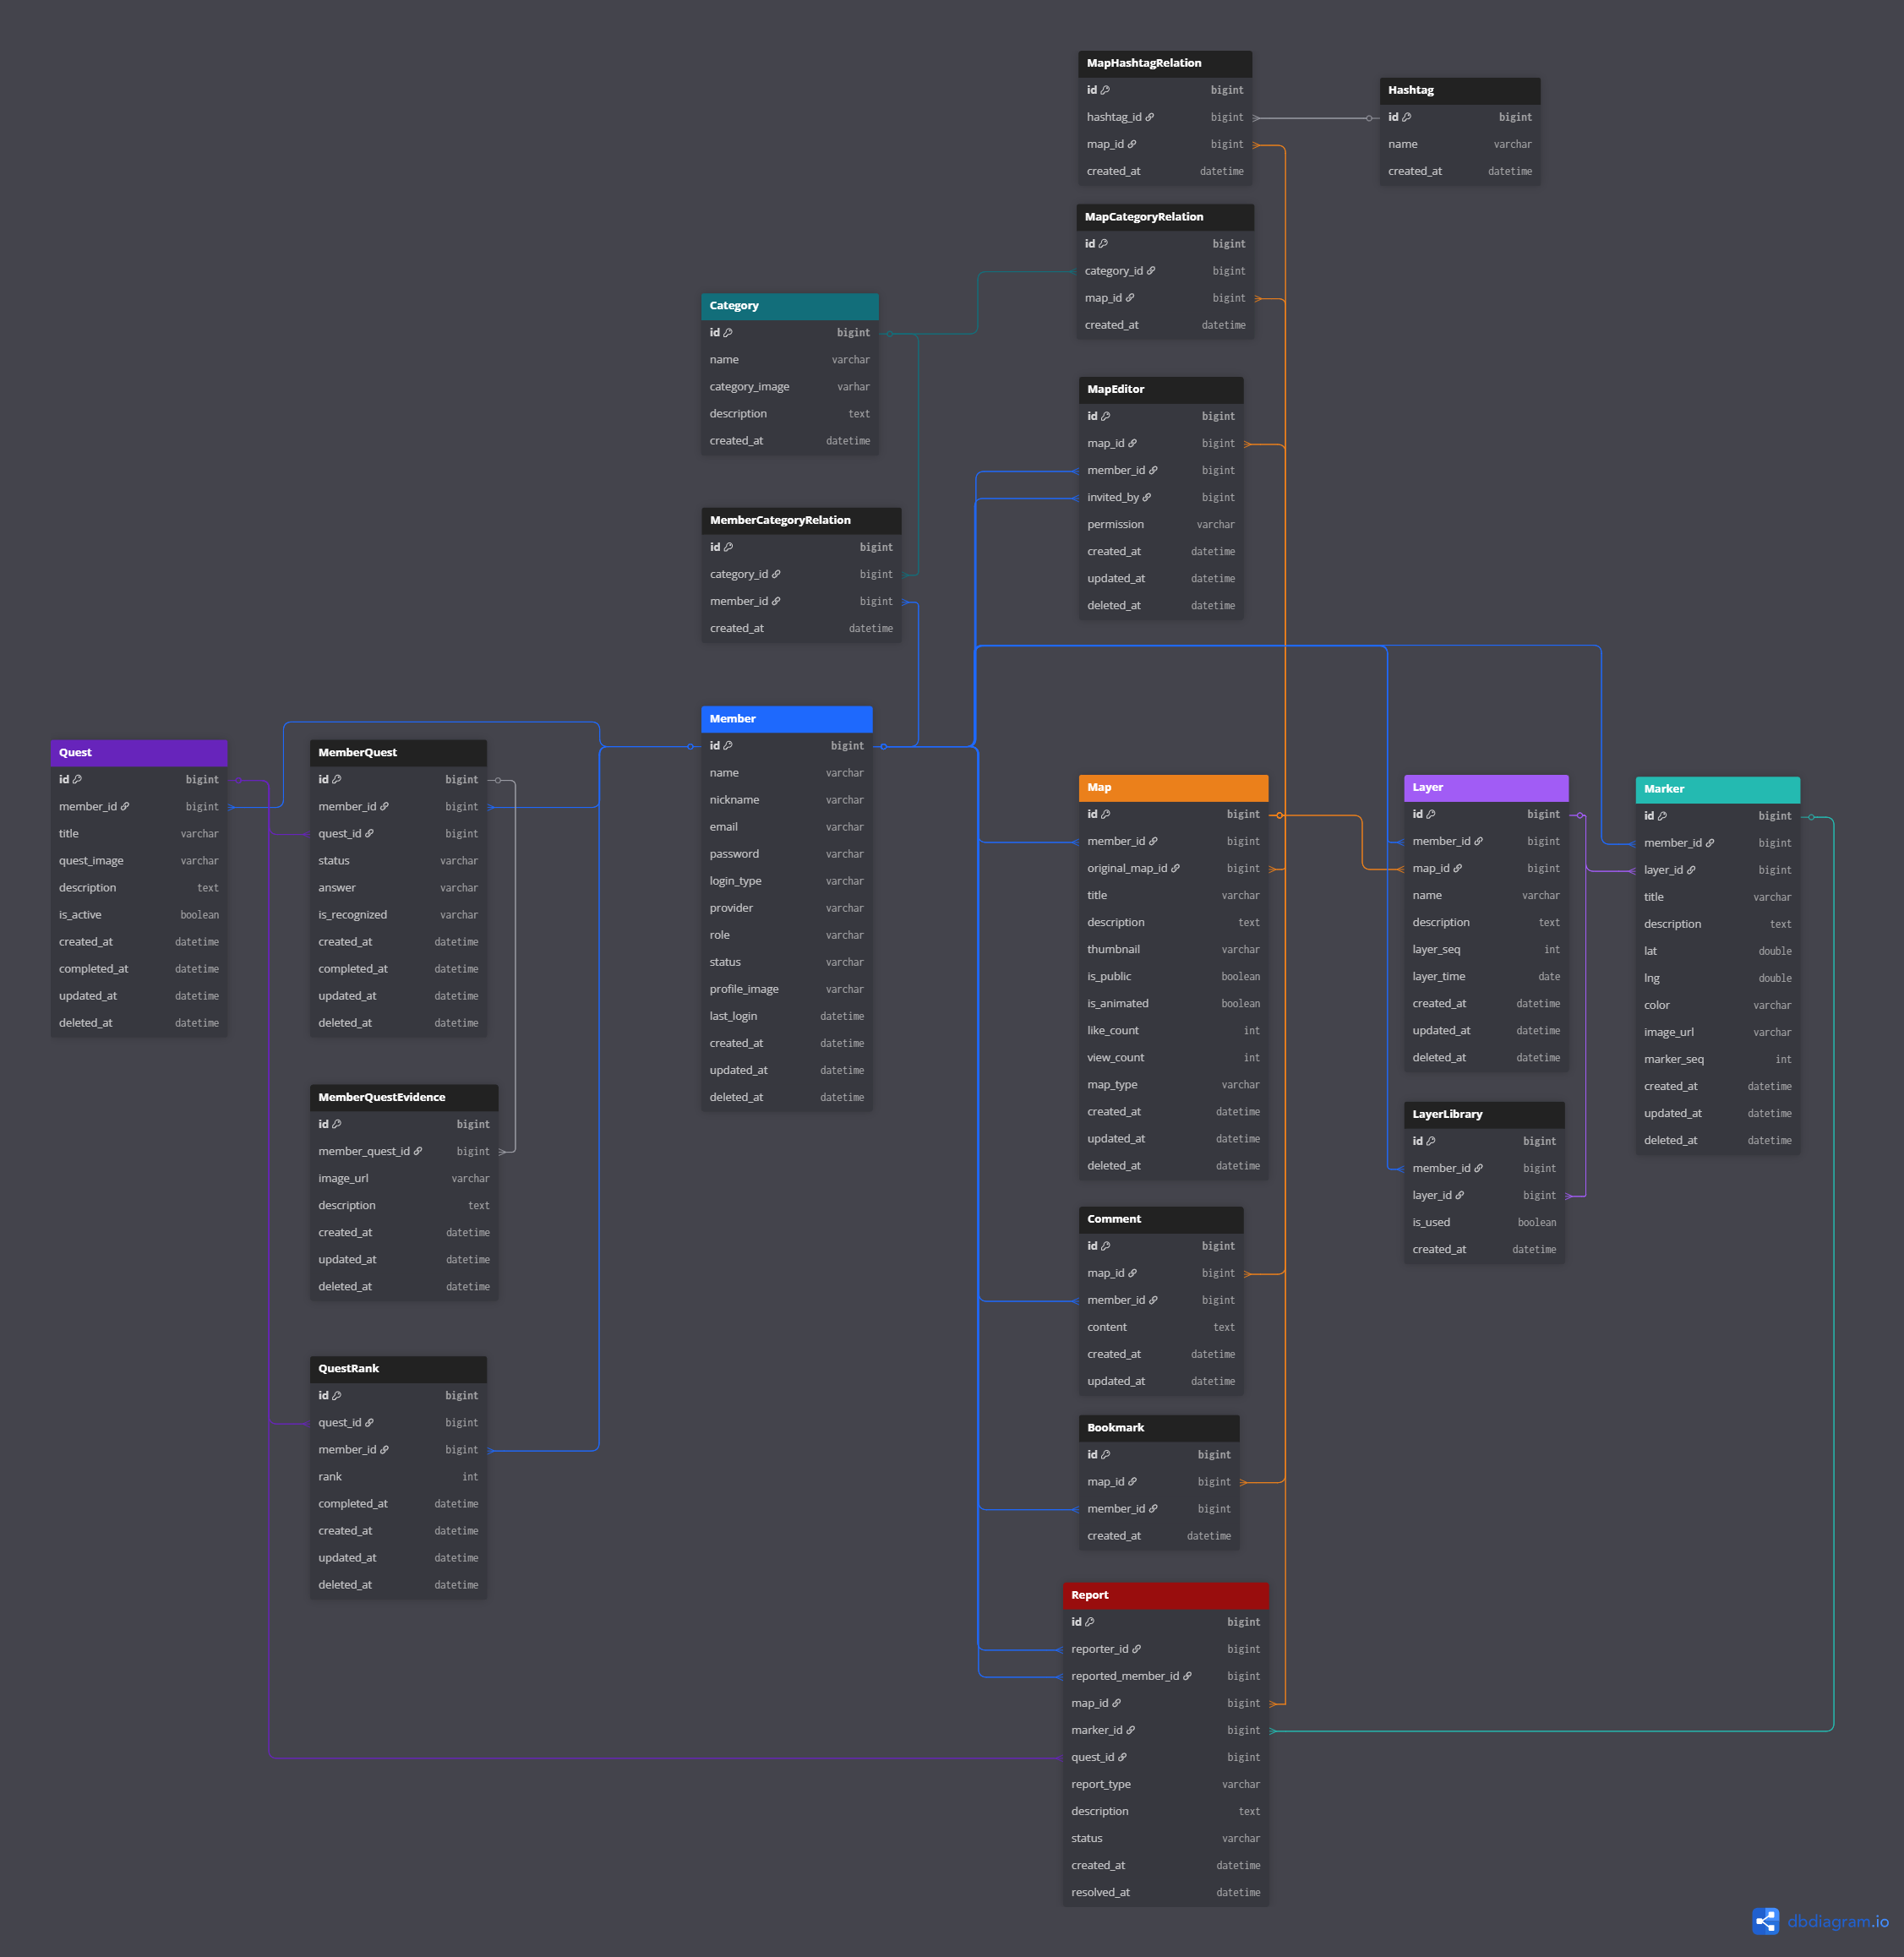 MapHashtagRelation
id bigint
hashtag_id bigint
map_id bigint
created_at datetime
Hashtag
id bigint
name varchar
created_at datetime
MapCategoryRelation
id bigint
category_id bigint
map_id bigint
created_at datetime
Category
id bigint
name varchar
category_image varhar
description text
created_at datetime
MapEditor
id bigint
map_id bigint
member_id bigint
invited_by bigint
permission varchar
created_at datetime
updated_at datetime
deleted_at datetime
MemberCategoryRelation
id bigint
category_id bigint
member_id bigint
created_at datetime
Quest
id bigint
member_id bigint
title varchar
quest_image varchar
description text
is_active boolean
created_at datetime
completed_at datetime
updated_at datetime
deleted_at datetime
MemberQuest
id bigint
member_id bigint
quest_id bigint
status varchar
answer varchar
is_recognized varchar
created_at datetime
completed_at datetime
updated_at datetime
deleted_at datetime
MemberQuestEvidence
id bigint
member_quest_id bigint
image_url varchar
description text
created_at datetime
updated_at datetime
deleted_at datetime
QuestRank
id bigint
quest_id bigint
member_id bigint
rank int
completed_at datetime
created_at datetime
updated_at datetime
deleted_at datetime
Member
id bigint
name varchar
nickname varchar
email varchar
password varchar
login_type varchar
provider varchar
role varchar
status varchar
profile_image varchar
last_login datetime
created_at datetime
updated_at datetime
deleted_at datetime
Map
id bigint
member_id bigint
original_map_id bigint
title varchar
description text
thumbnail varchar
is_public boolean
is_animated boolean
like_count int
view_count int
map_type varchar
created_at datetime
updated_at datetime
deleted_at datetime
Layer
id bigint
member_id bigint
map_id bigint
name varchar
description text
layer_seq int
layer_time date
created_at datetime
updated_at datetime
deleted_at datetime
Marker
id bigint
member_id bigint
layer_id bigint
title varchar
description text
lat double
lng double
color varchar
image_url varchar
marker_seq int
created_at datetime
updated_at datetime
deleted_at datetime
LayerLibrary
id bigint
member_id bigint
layer_id bigint
is_used boolean
created_at datetime
Comment
id bigint
map_id bigint
member_id bigint
content text
created_at datetime
updated_at datetime
Bookmark
id bigint
map_id bigint
member_id bigint
created_at datetime
Report
id bigint
reporter_id bigint
reported_member_id bigint
map_id bigint
marker_id bigint
quest_id bigint
report_type varchar
description text
status varchar
created_at datetime
resolved_at datetime
dbdiagram.io